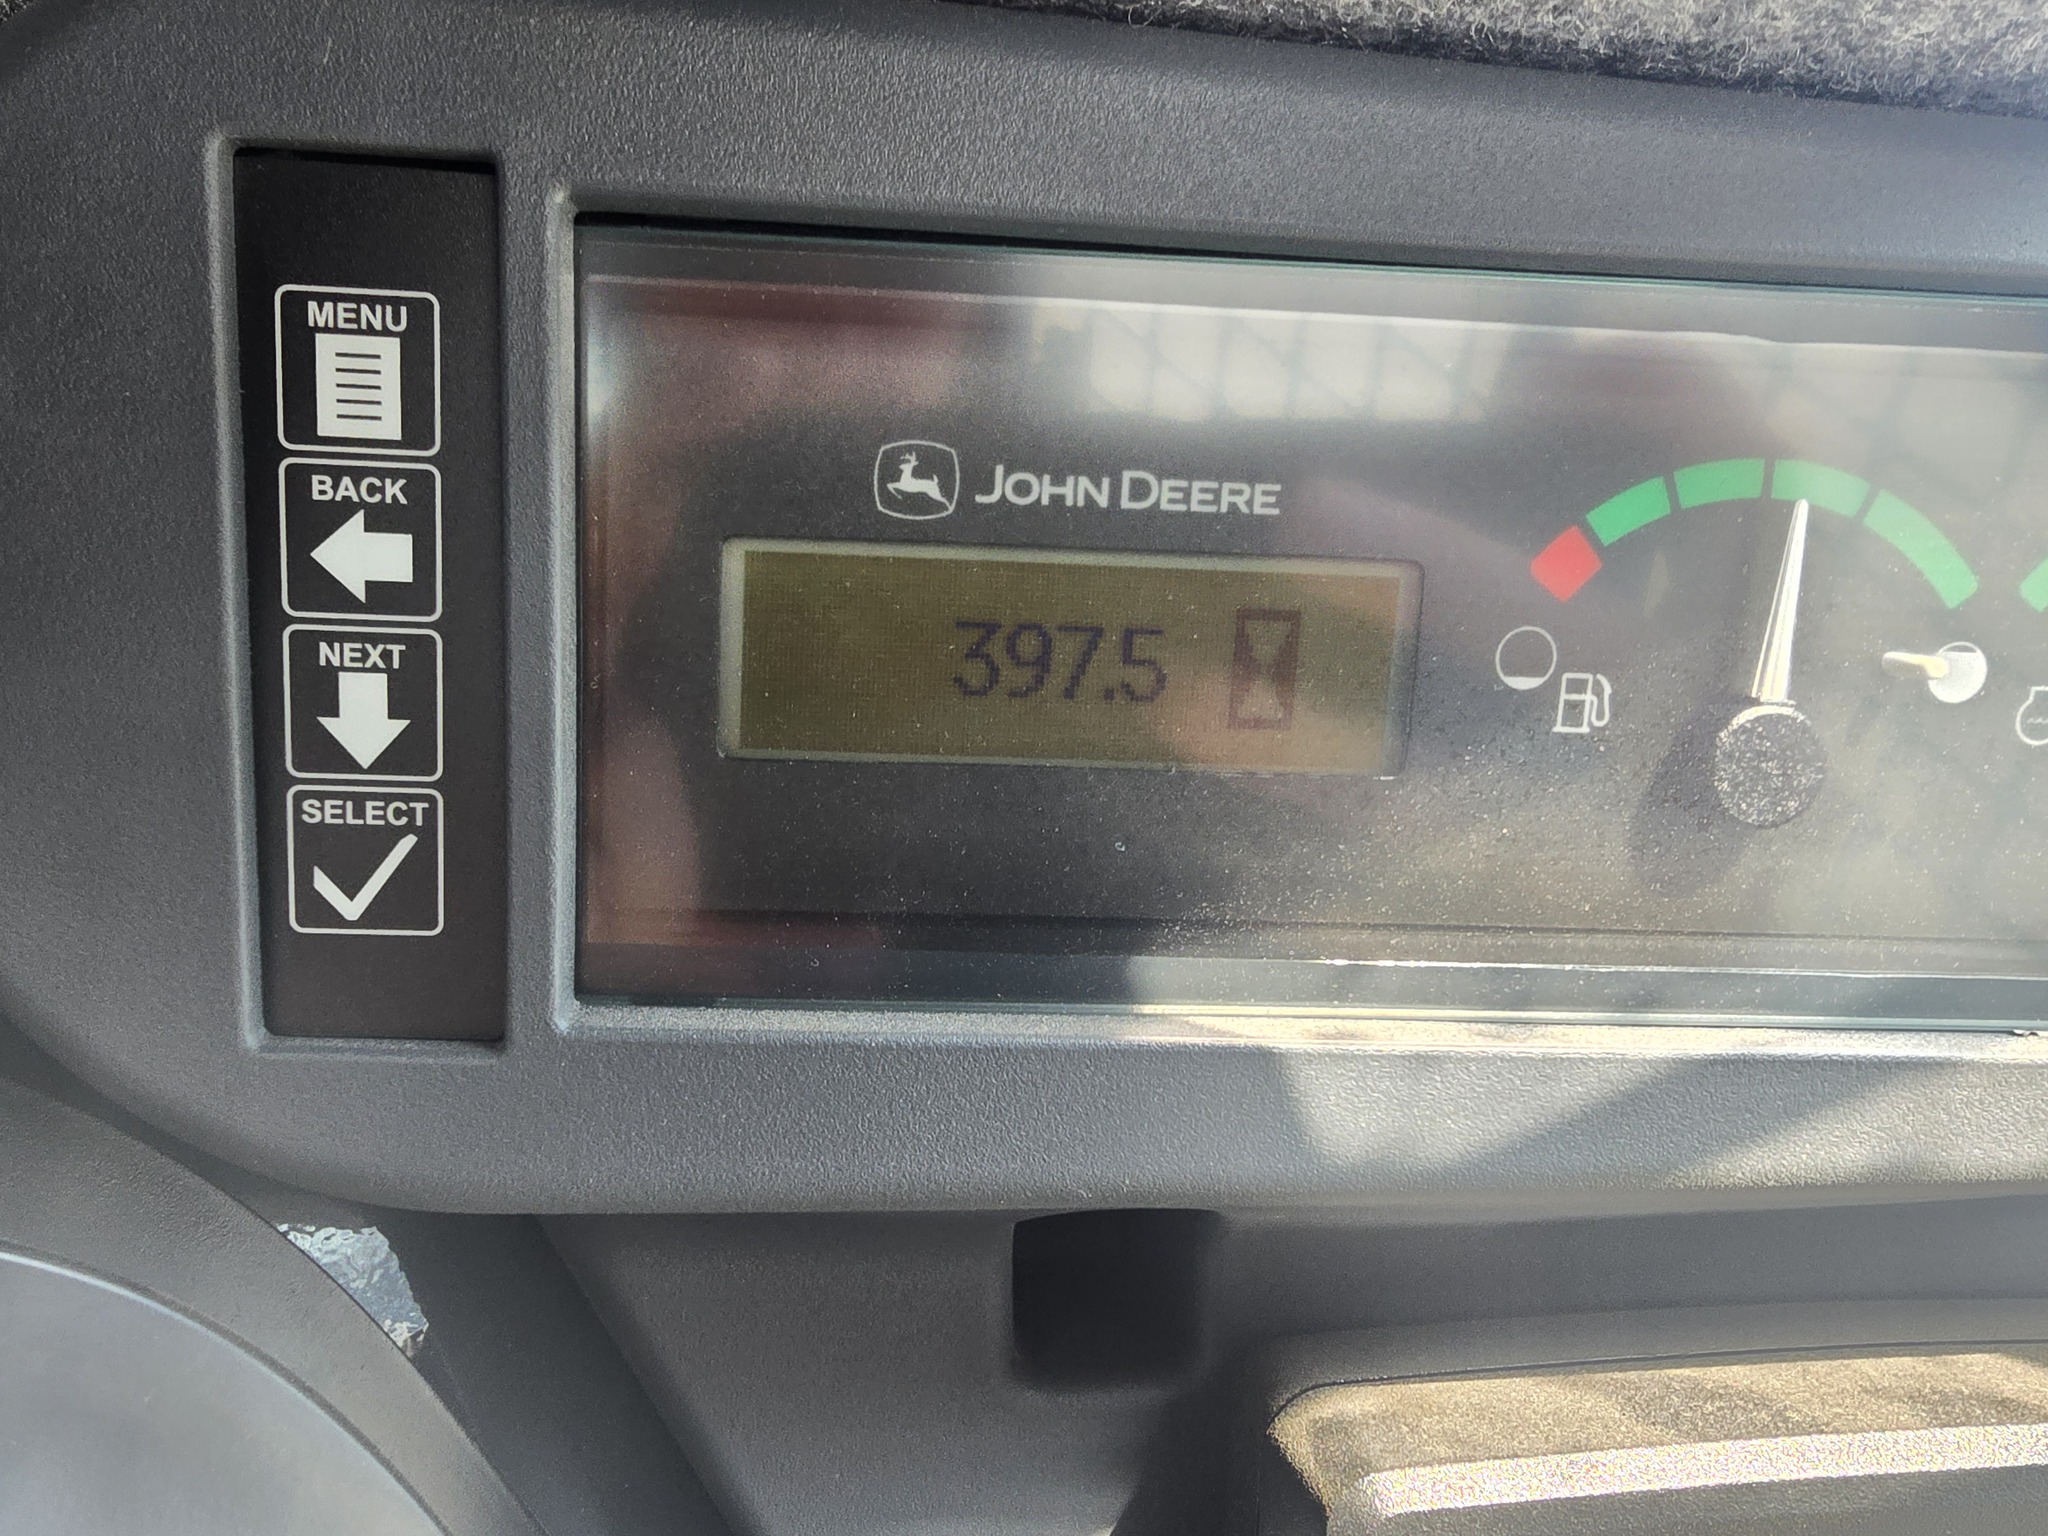 MENU
BACK
NEXT
SELECT
JOHN DEERE
397.5